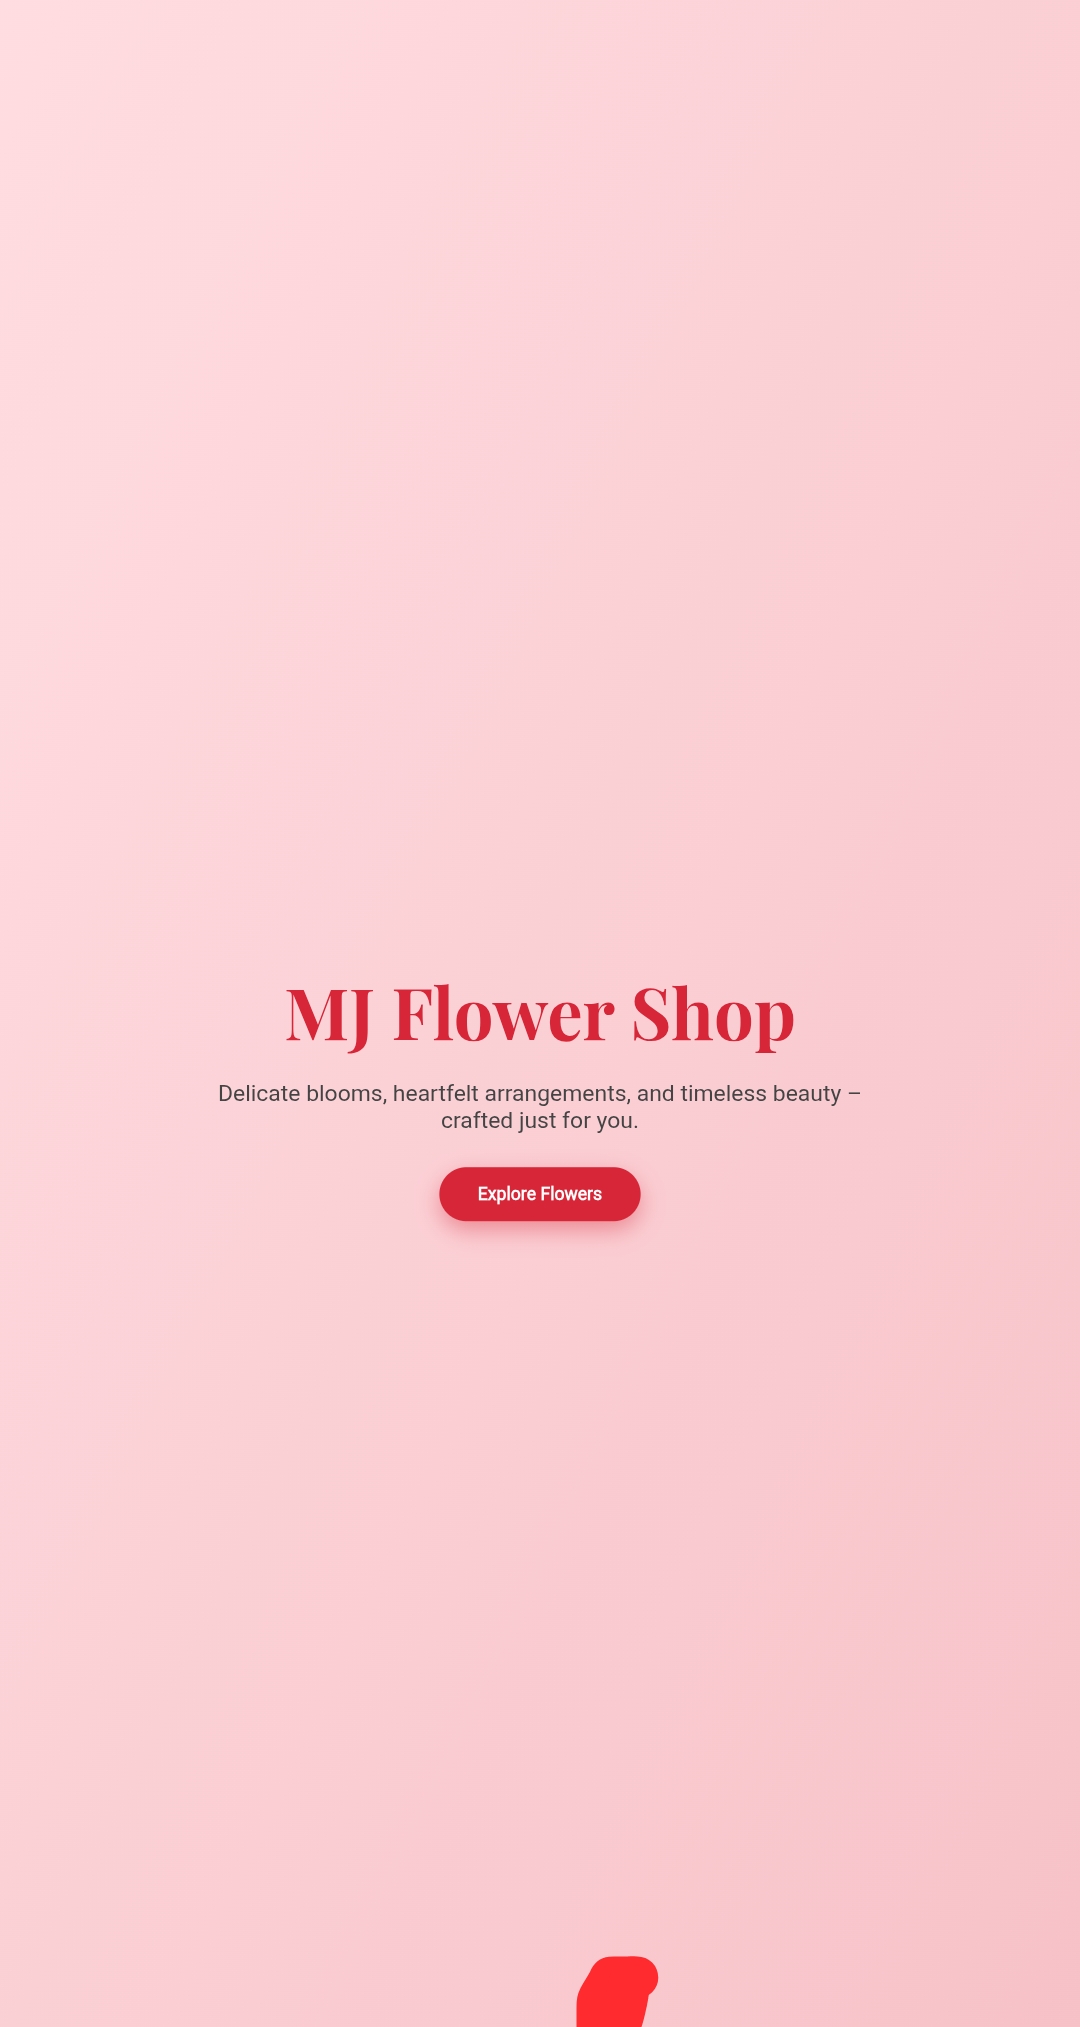 MJ Flower Shop
Delicate blooms, heartfelt arrangements, and timeless beauty –
crafted just for you.
Explore Flowers